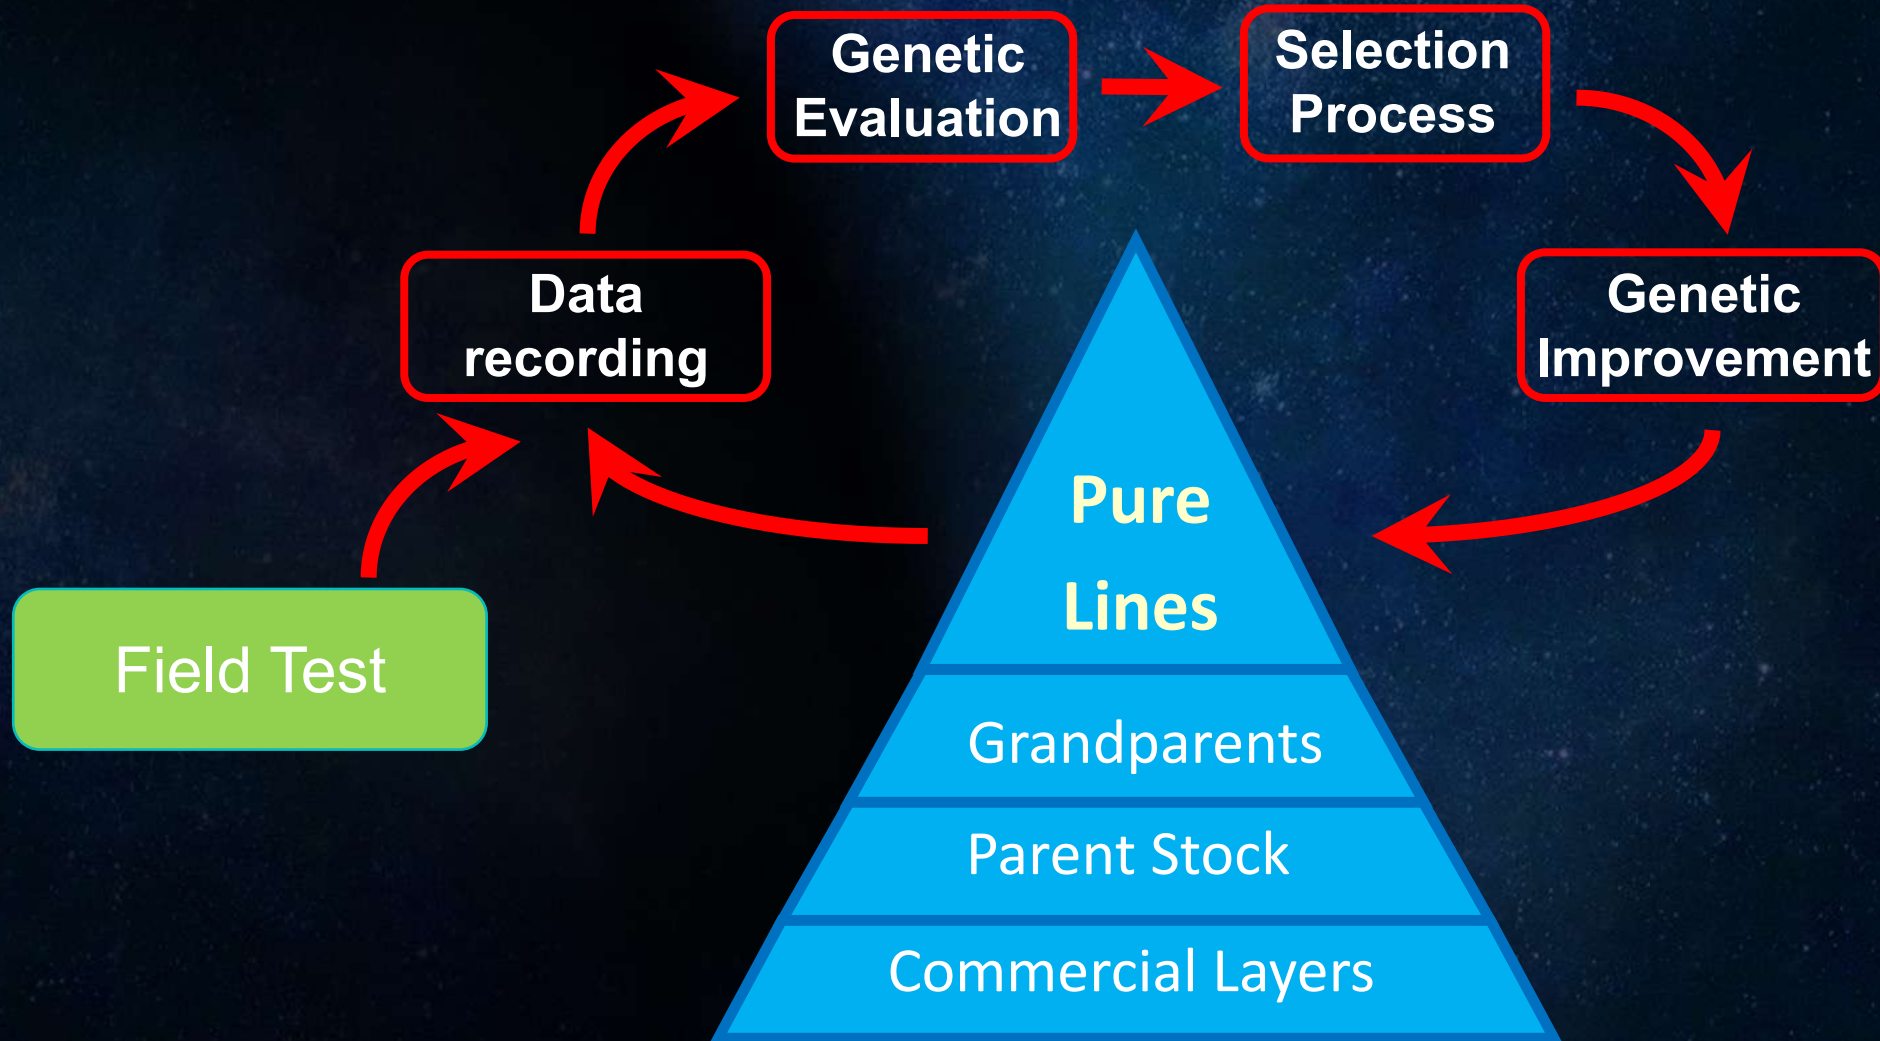 Genetic
Evaluation
Selection
Process
Data
recording
Genetic
Improvement
Pure
Lines
Field Test
Grandparents
Parent Stock
Commercial Layers